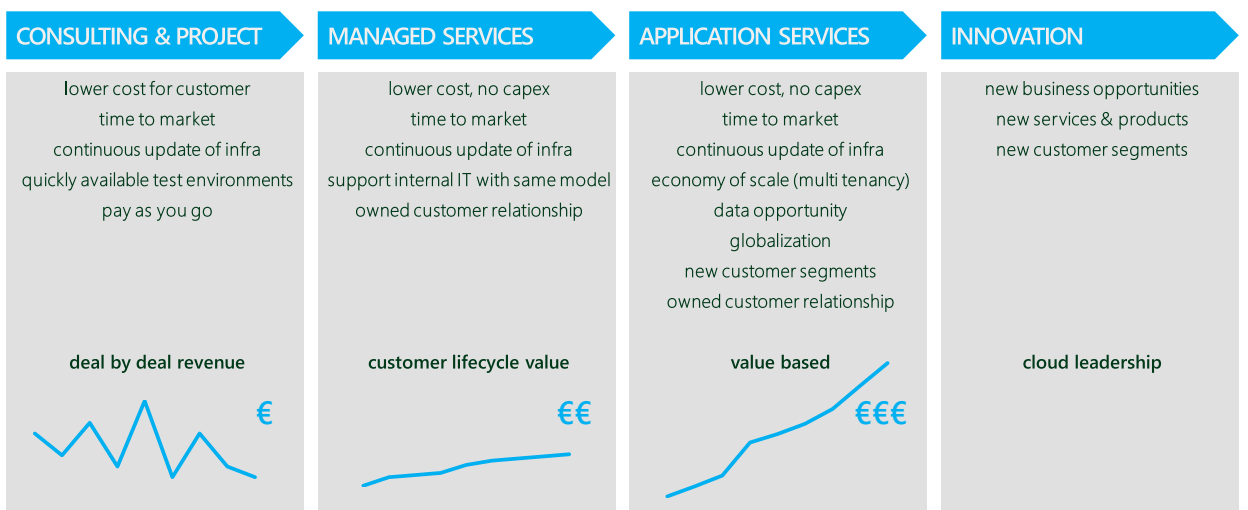 CONSULTING & PROJECT
lower cost for customer
time to market
continuous update of infra
quickly available test environments
pay as you go
deal by deal revenue
€
MANAGED SERVICES
lower cost, no capex
time to market
continuous update of infra
support internal IT with same model
owned customer relationship
customer lifecycle value
€€
APPLICATION SERVICES
lower cost, no capex
time to market
continuous update of infra
economy of scale (multi tenancy)
data opportunity
globalization
new customer segments
owned customer relationship
value based
€€€
INNOVATION
new business opportunities
new services & products
new customer segments
cloud leadership